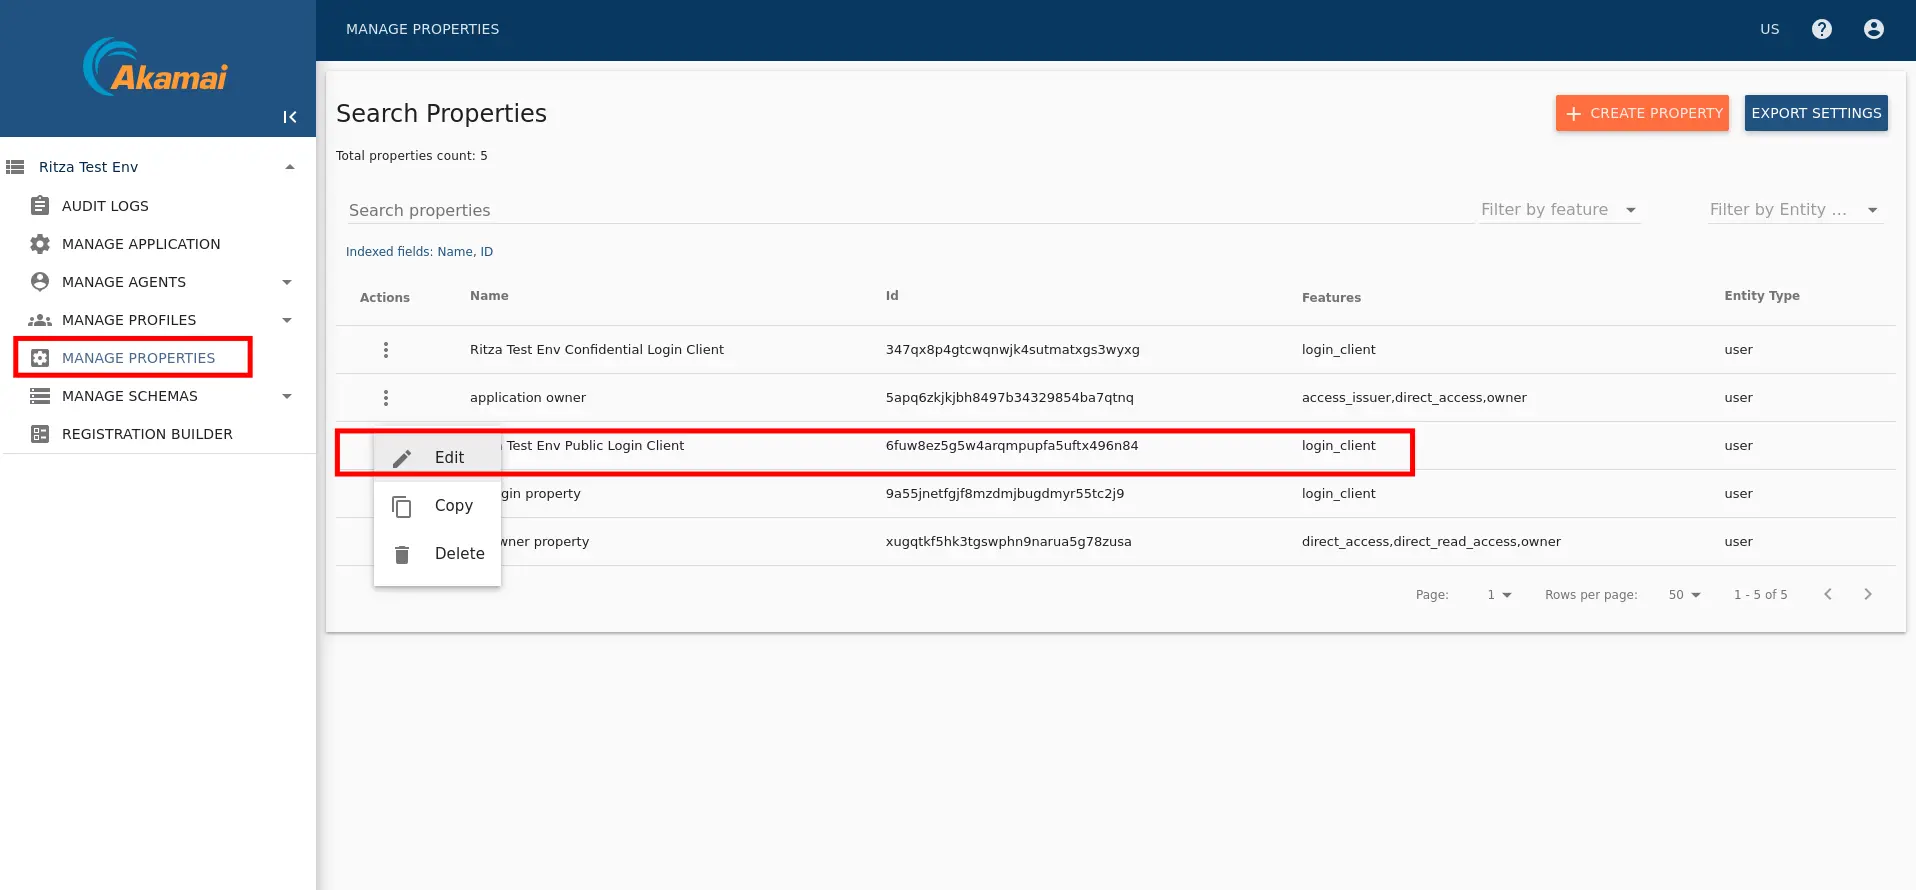 Akamai
MANAGE PROPERTIES
US
Ritza Test Env
AUDIT LOGS
MANAGE APPLICATION
MANAGE AGENTS
MANAGE PROFILES
MANAGE PROPERTIES
MANAGE SCHEMAS
REGISTRATION BUILDER
Search Properties
CREATE PROPERTY
EXPORT SETTINGS
Total properties count: 5
Search properties
Filter by feature
Filter by Entity ...
Indexed fields: Name, ID
Actions Name Id Features Entity Type
Ritza Test Env Confidential Login Client 347qx8p4gtcwqnwjk4sutmatxgs3wyxg login_client user
application owner 5apq6zkjkjbh8497b34329854ba7qtnq access_issuer,direct_access,owner user
Test Env Public Login Client 6fuw8ez5g5w4arqmpupfa5uftx496n84 login_client user
property 9a55jnetfgjf8mzdmjbugdmyr55tc2j9 login_client user
property xugqtkf5hk3tgswphn9narua5g78zusa direct_access,direct_read_access,owner user
Edit
Copy
Delete
Page: 1 Rows per page: 50 1 - 5 of 5